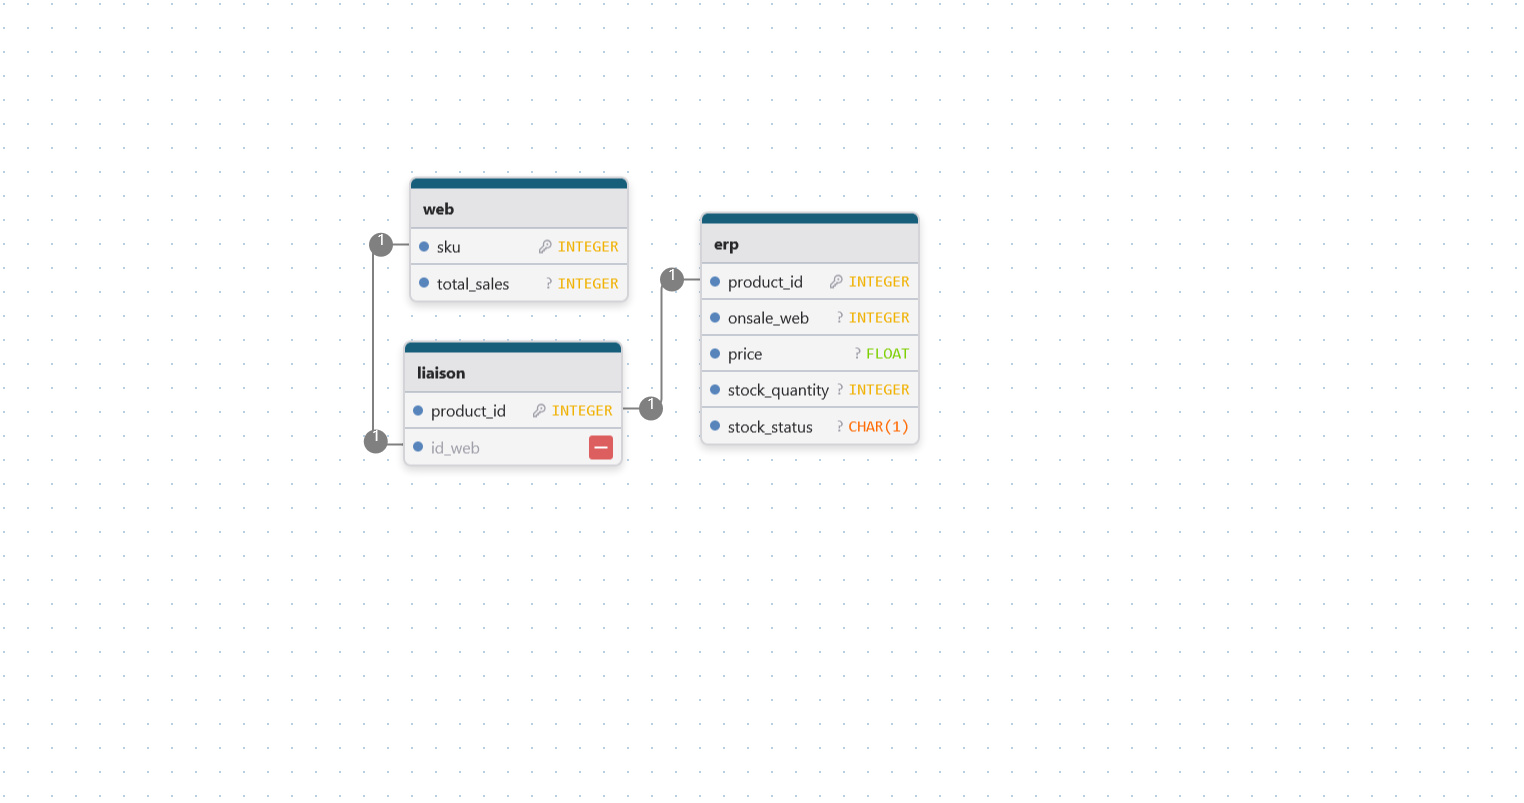 web
1
sku INTEGER
total_sales ? INTEGER
erp
1
product_id INTEGER
onsale_web ? INTEGER
price ? FLOAT
stock_quantity ? INTEGER
stock_status ? CHAR(1)
liaison
product_id INTEGER
1
1
id_web